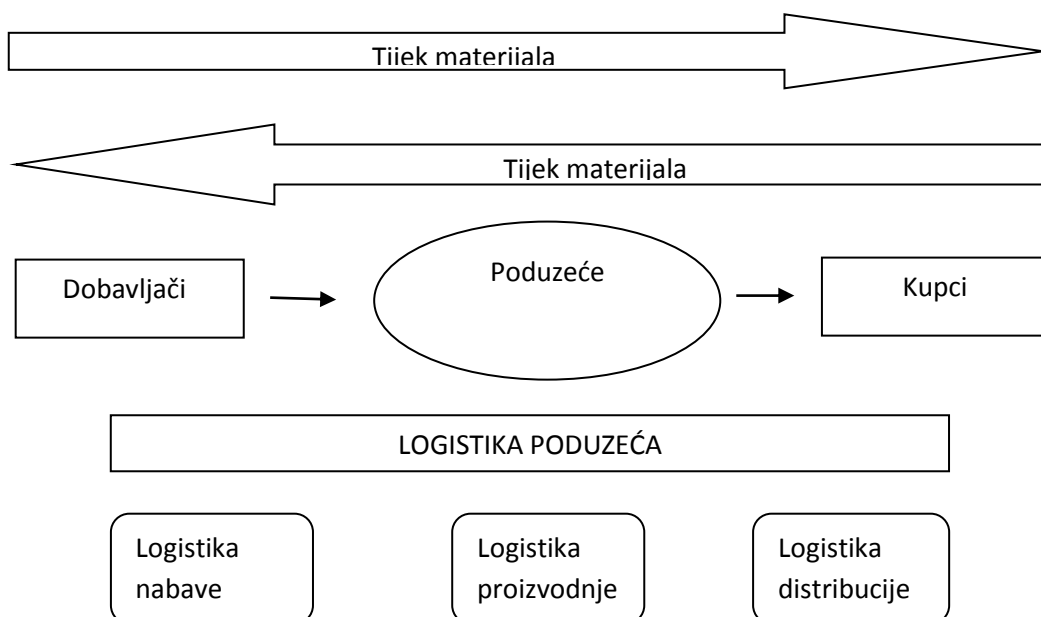 Tijek materijala
Tijek materijala
Dobavljači
Poduzeće
Kupci
LOGISTIKA PODUZEĆA
Logistika
nabave
Logistika
proizvodnje
Logistika
distribucije